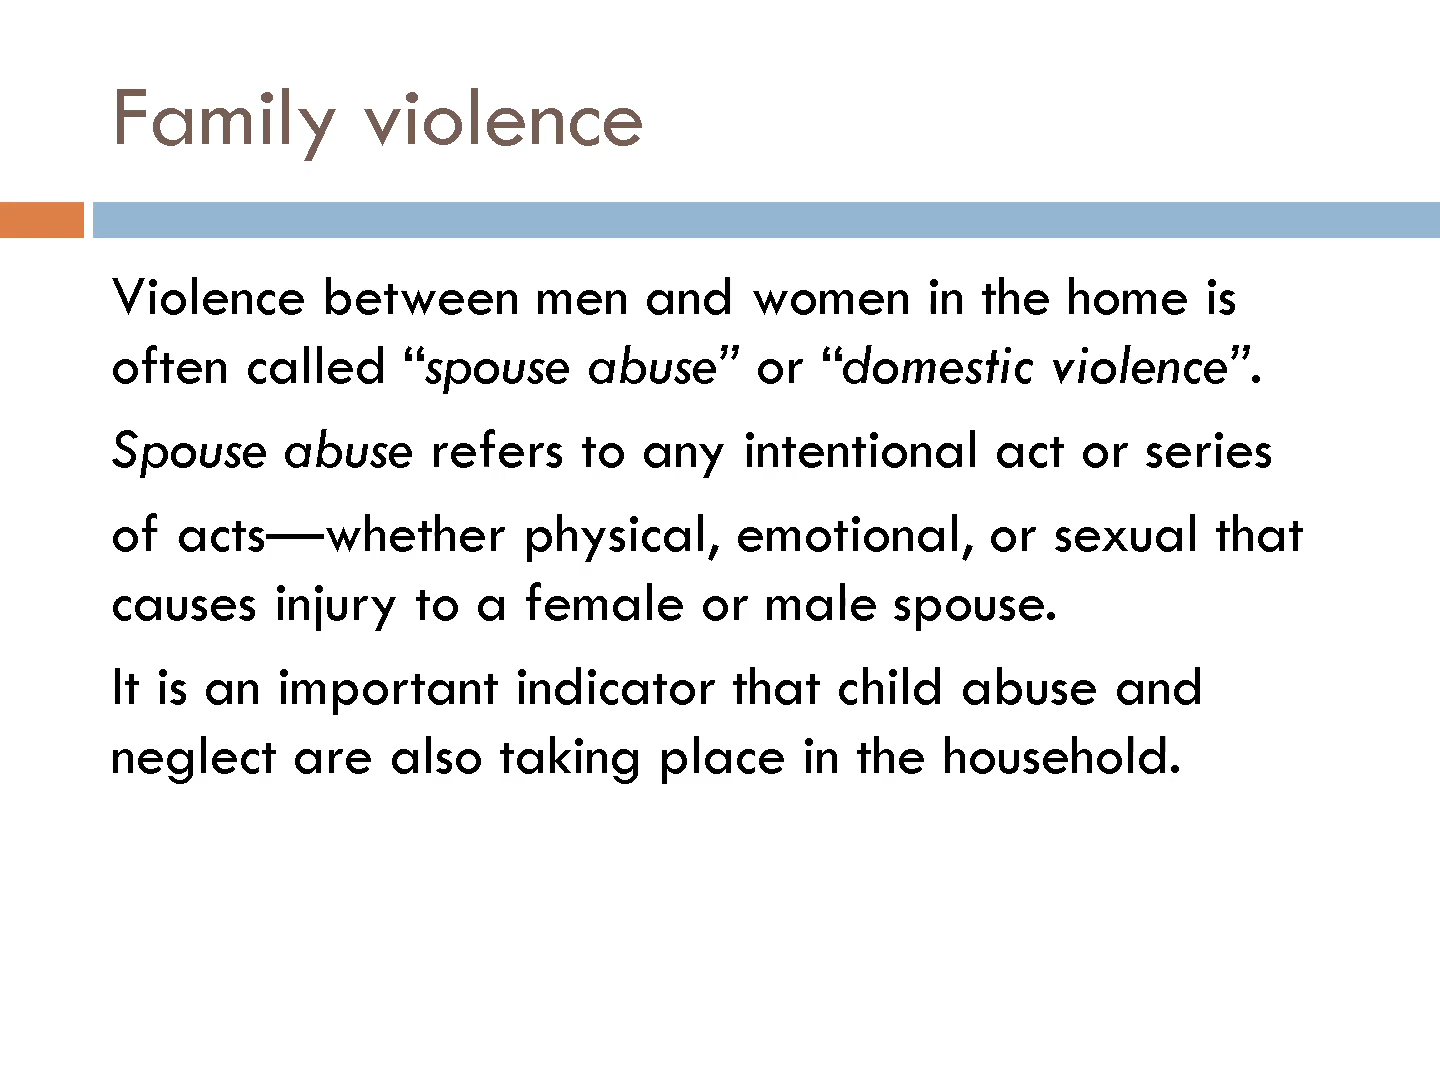 Family violence
Violence between men and women in the home is
often called “spouse abuse” or “domestic violence”.
Spouse abuse refers to any intentional act or series
of acts—whether physical, emotional, or sexual that
causes injury to a female or male spouse.
It is an important indicator that child abuse and
neglect are also taking place in the household.